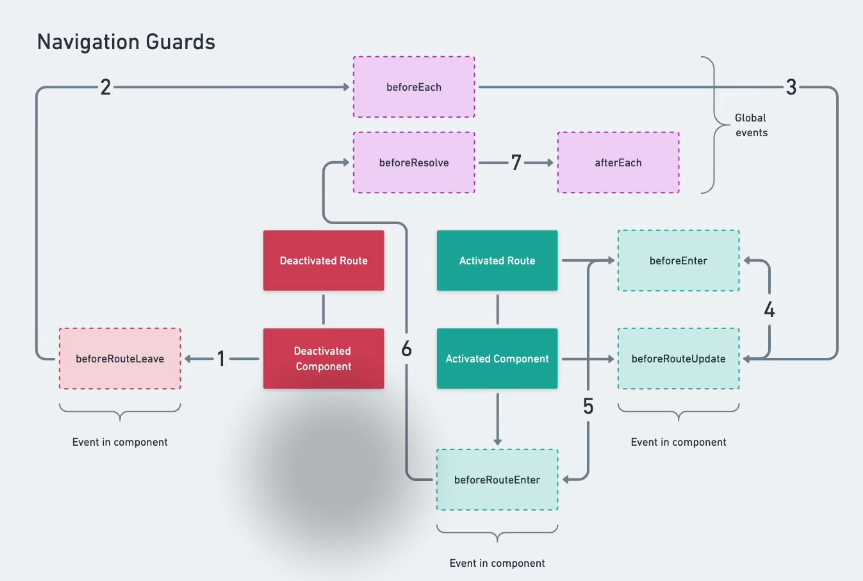 Navigation Guards
2
beforeEach
3
Global
events
beforeResolve
7
afterEach
Deactivated Route
Activated Route
beforeEnter
4
beforeRouteLeave
1
Deactivated
Component
6
Activated Component
beforeRouteUpdate
5
Event in component
Event in component
beforeRouteEnter
Event in component